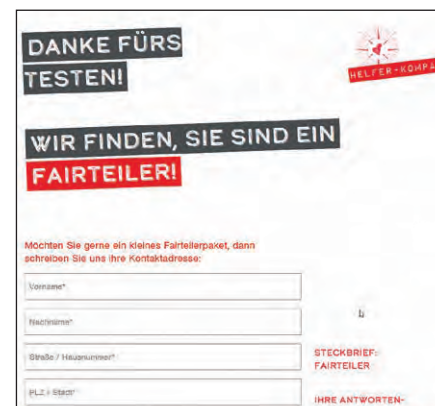 DANKE FÜRS
TESTEN!
HELFER-KOMPA
WIR FINDEN, SIE SIND EIN
FAIRTEILER!
Möchten Sie gerne ein kleines Fairteilerpaket, dann
schreiben Sie uns Ihre Kontaktadresse:
Vorname*
Nachname*
Straße / Hausnummer*
PLZ + Stadt*
STECKBRIEF:
FAIRTEILER
IHRE ANTWORTEN-